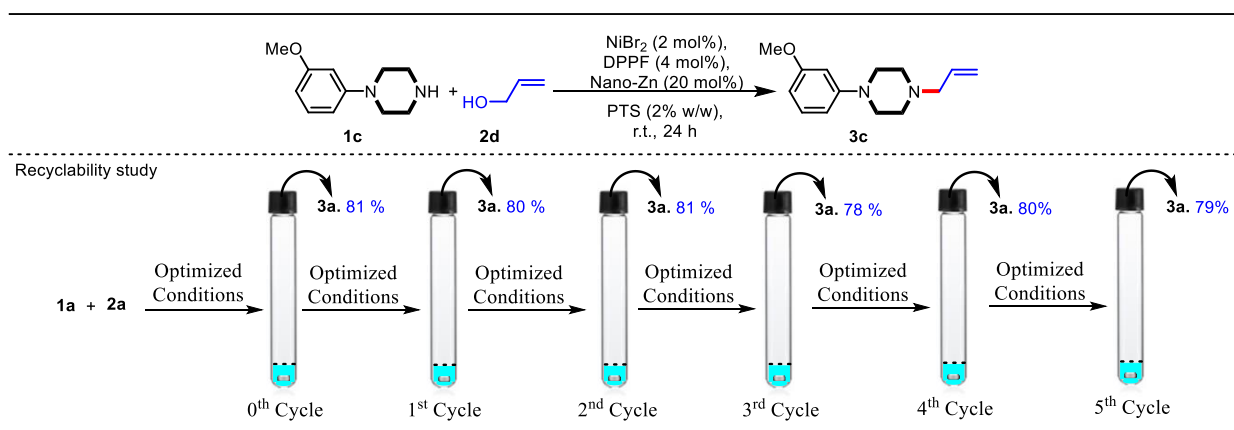 NiBr2 (2 mol%),
DPPF (4 mol%),
Nano-Zn (20 mol%)
PTS (2% w/w),
r.t., 24 h
MeO
N
NH
1c
+
HO
2d
MeO
N
N
3c
Recyclability study
3a. 81 %
3a. 80 %
3a. 81 %
3a. 78 %
3a. 80%
3a. 79%
1a + 2a
Optimized
Conditions
Optimized
Conditions
Optimized
Conditions
Optimized
Conditions
Optimized
Conditions
Optimized
Conditions
0th Cycle
1st Cycle
2nd Cycle
3rd Cycle
4th Cycle
5th Cycle